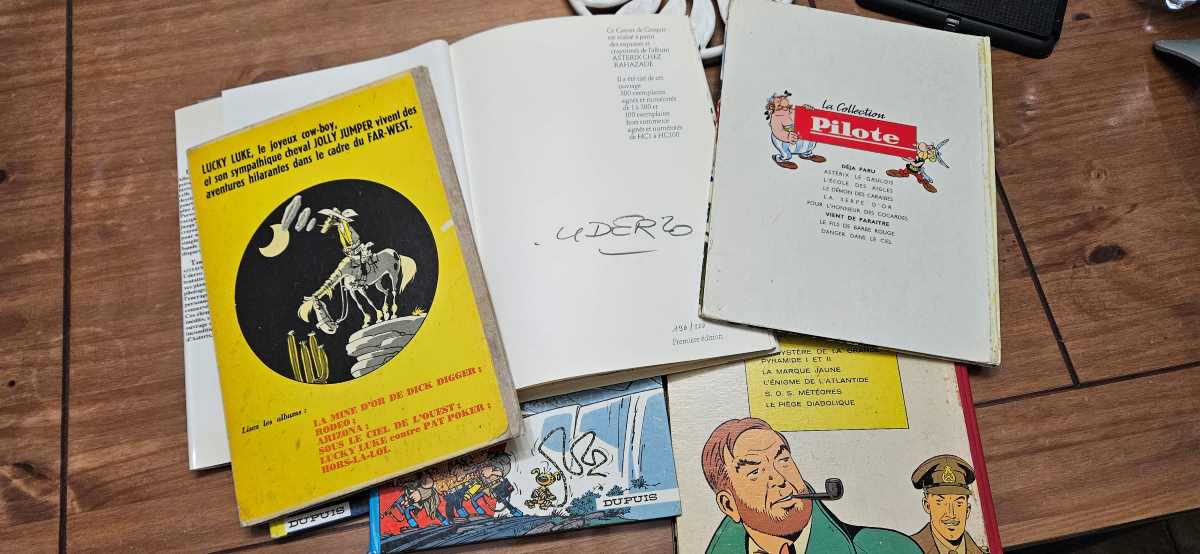 LUCKY LUKE, le joyeux cow-boy,
et son sympathique cheval JOLLY JUMPER vivent des
aventures hilarantes dans le cadre du FAR-WEST.
Lisez les albums :
LA MINE D'OR DE DICK DIGGER ;
RODEO ;
ARIZONA ;
SOUS LE CIEL DE L'OUEST ;
LUCKY LUKE contre PAT POKER ;
HORS-LA-LOI.
DUPUIS
Ce Carnet de Croquis
est réalisé à partir
des esquisses et
crayonnés de l'album
ASTERIX CHEZ
RAHAZADE
Il a été tiré de cet
ouvrage
300 exemplaires
signés et numérotés
de 1 à 300 et
100 exemplaires
hors commerce
signés et numérotés
de HC1 à HC100
UDERZO
Première édition
La Collection
Pilote
DÉJA PARU
ASTÉRIX LE GAULOIS
L'ÉCOLE DES AIGLES
LE DÉMON DES CARAÏBES
LA SERPE D'OR
POUR L'HONNEUR DES COCARDES
VIENT DE PARAITRE
LE FILS DE BARBE ROUGE
DANGER DANS LE CIEL
DUPUIS
MYSTÈRE DE LA GRANDE
PYRAMIDE I ET II
LA MARQUE JAUNE
L'ÉNIGME DE L'ATLANTIDE
S.O.S. MÉTÉORES
LE PIÈGE DIABOLIQUE